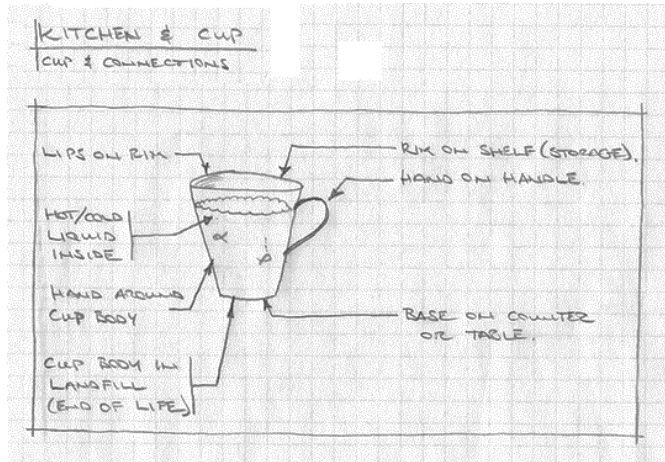 KITCHEN & CUP
CUP & CONNECTIONS
LIPS ON RIM
RIM ON SHELF (STORAGE).
HAND ON HANDLE.
HOT/COLD
LIQUID
INSIDE
HAND AROUND
CUP BODY
BASE ON COUNTER
OR TABLE.
CUP BODY IN
LANDFILL
(END OF LIFE)